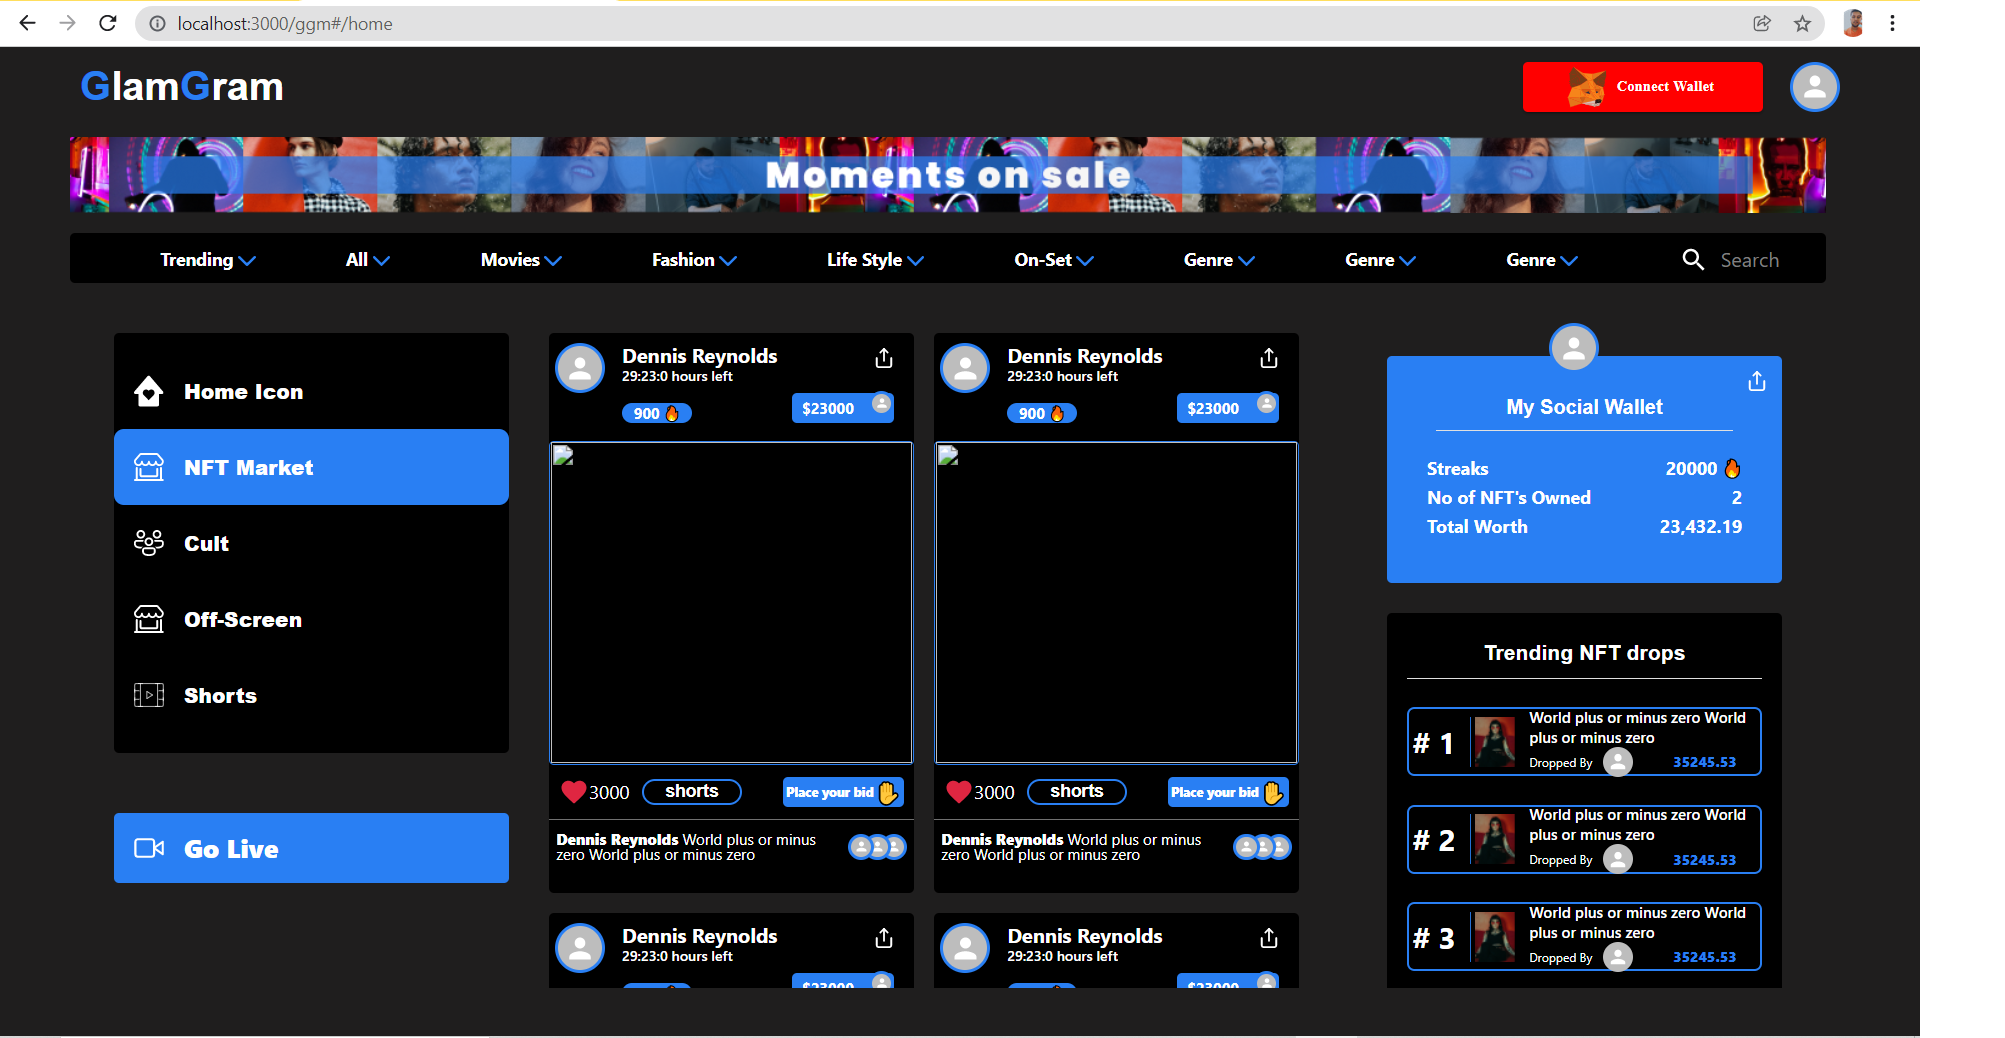 localhost:3000/ggm#/home
GlamGram
Connect Wallet
Moments on sale
Trending All Movies Fashion Life Style On-Set Genre Genre Genre Search
Home Icon
NFT Market
Cult
Off-Screen
Shorts
Go Live
Dennis Reynolds
29:23:0 hours left
900
$23000
3000 shorts Place your bid
Dennis Reynolds World plus or minus
zero World plus or minus zero
Dennis Reynolds
29:23:0 hours left
900
$23000
3000 shorts Place your bid
Dennis Reynolds World plus or minus
zero World plus or minus zero
Dennis Reynolds
29:23:0 hours left
$23000
Dennis Reynolds
29:23:0 hours left
$23000
My Social Wallet
Streaks 20000
No of NFT's Owned 2
Total Worth 23,432.19
Trending NFT drops
# 1
World plus or minus zero World
plus or minus zero
Dropped By 35245.53
# 2
World plus or minus zero World
plus or minus zero
Dropped By 35245.53
# 3
World plus or minus zero World
plus or minus zero
Dropped By 35245.53